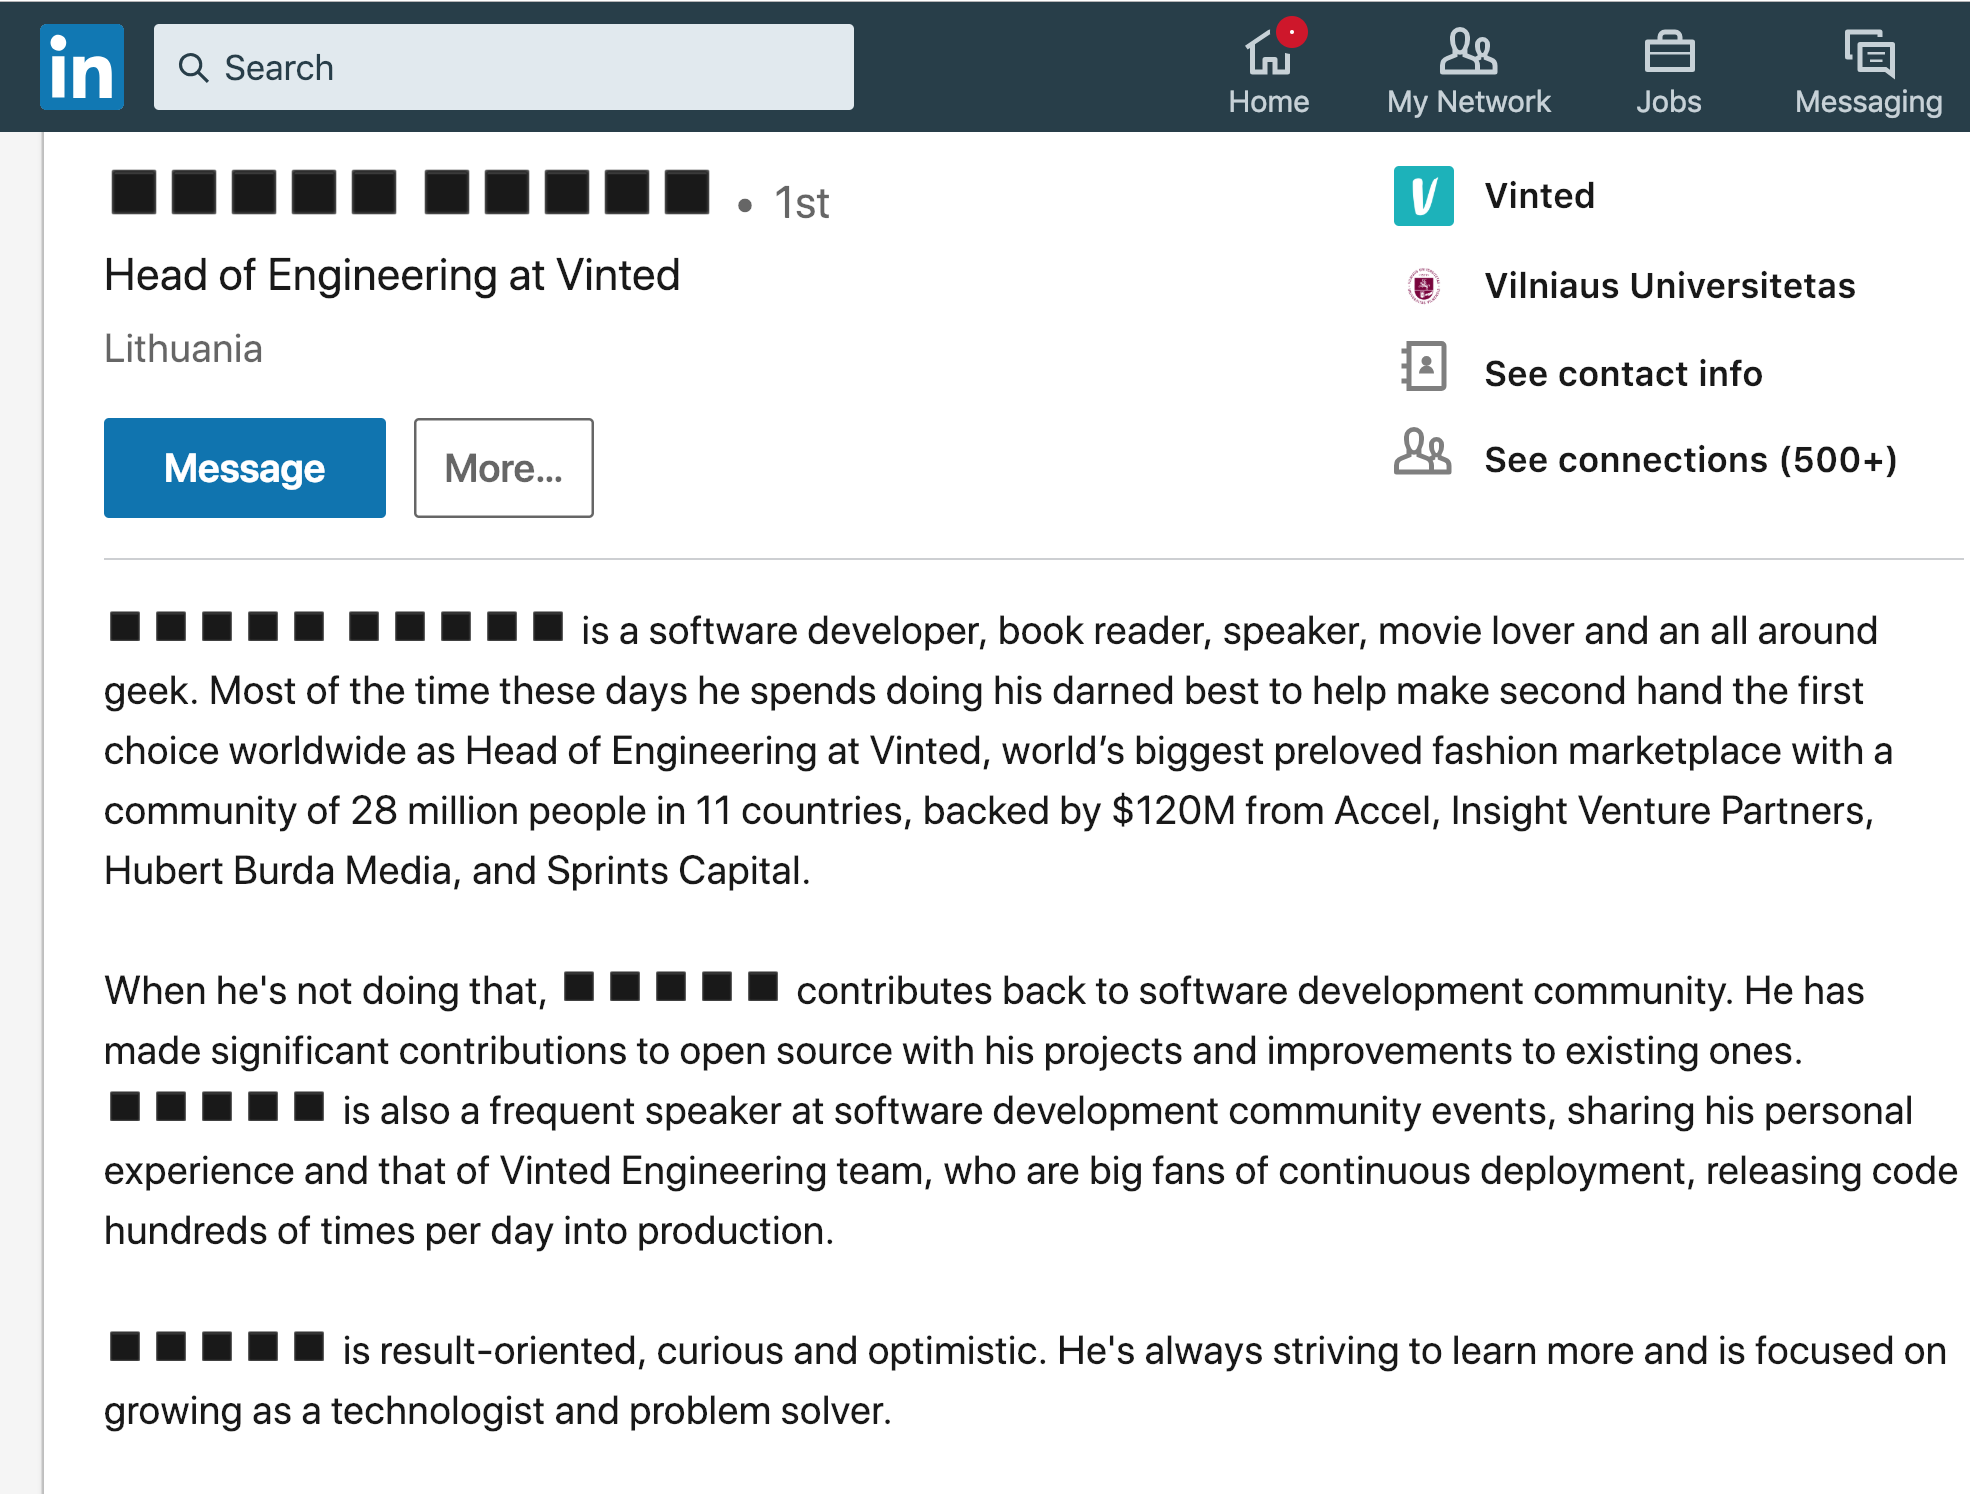 in
Search
Home
My Network
Jobs
Messaging
• 1st
Head of Engineering at Vinted
Lithuania
Message
More...
Vinted
Vilniaus Universitetas
See contact info
See connections (500+)
is a software developer, book reader, speaker, movie lover and an all around
geek. Most of the time these days he spends doing his darned best to help make second hand the first
choice worldwide as Head of Engineering at Vinted, world’s biggest preloved fashion marketplace with a
community of 28 million people in 11 countries, backed by $120M from Accel, Insight Venture Partners,
Hubert Burda Media, and Sprints Capital.
When he's not doing that, ◼◼◼◼◼ contributes back to software development community. He has
made significant contributions to open source with his projects and improvements to existing ones.
◼◼◼◼◼ is also a frequent speaker at software development community events, sharing his personal
experience and that of Vinted Engineering team, who are big fans of continuous deployment, releasing code
hundreds of times per day into production.
◼◼◼◼◼ is result-oriented, curious and optimistic. He's always striving to learn more and is focused on
growing as a technologist and problem solver.